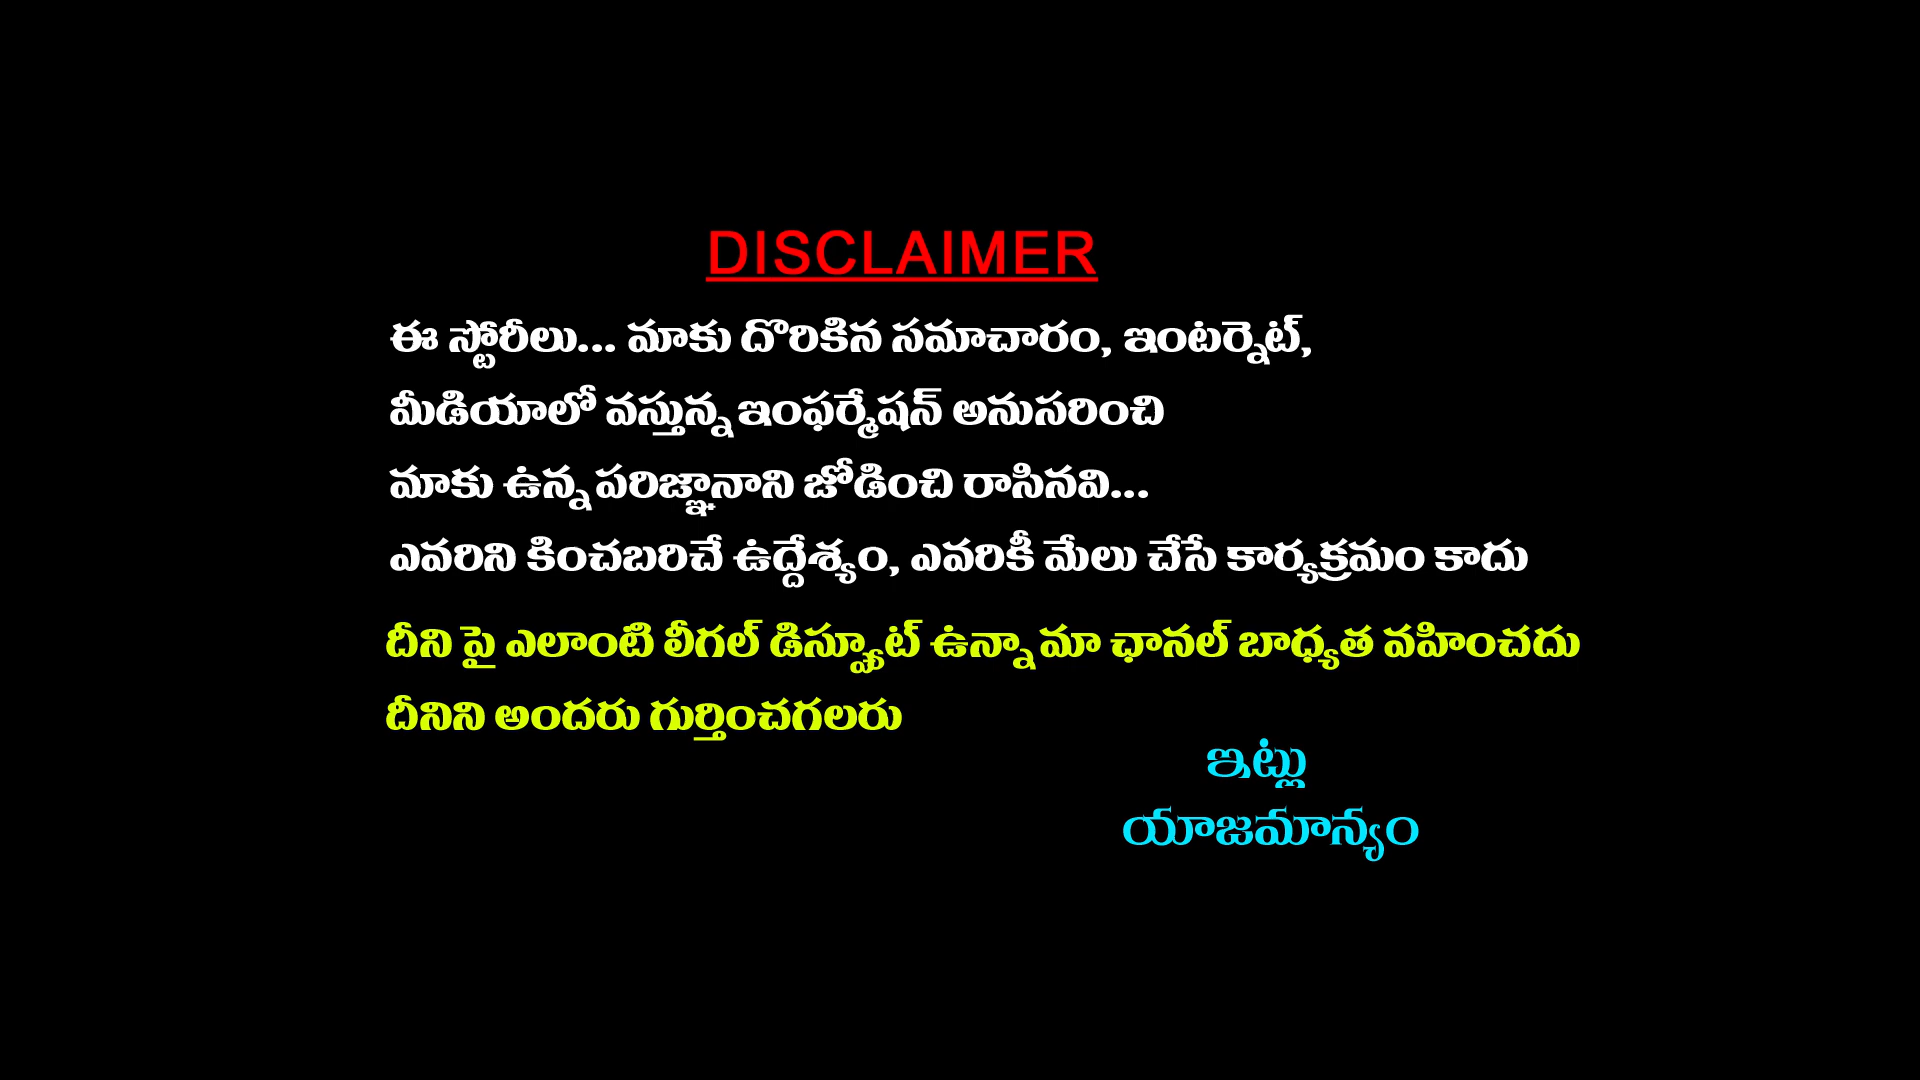 DISCLAIMER
ఈ స్టోరీలు... మాకు దొరికిన సమాచారం, ఇంటర్నెట్,
మీడియాలో వస్తున్న ఇంఫర్మేషన్ అనుసరించి
మాకు ఉన్న పరిజ్ఞానాని జోడించి రాసినవి...
ఎవరిని కించబరిచే ఉద్దేశ్యం, ఎవరికీ మేలు చేసే కార్యక్రమం కాదు
దీని పై ఎలాంటి లీగల్ డిస్ప్యూట్ ఉన్నా మా ఛానల్ బాధ్యత వహించదు
దీనిని అందరు గుర్తించగలరు
ఇట్లు
యాజమాన్యం